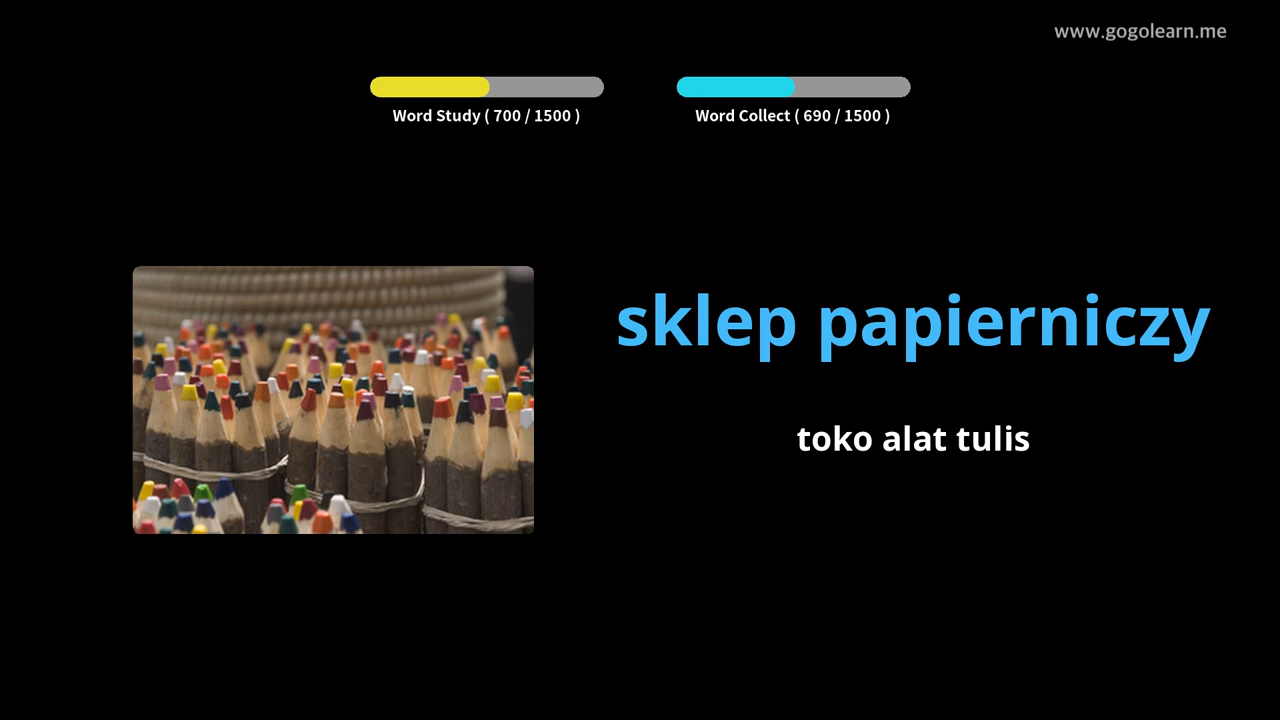 www.gogolearn.me
Word Study ( 700 / 1500 )
Word Collect ( 690 / 1500 )
sklep papierniczy
toko alat tulis